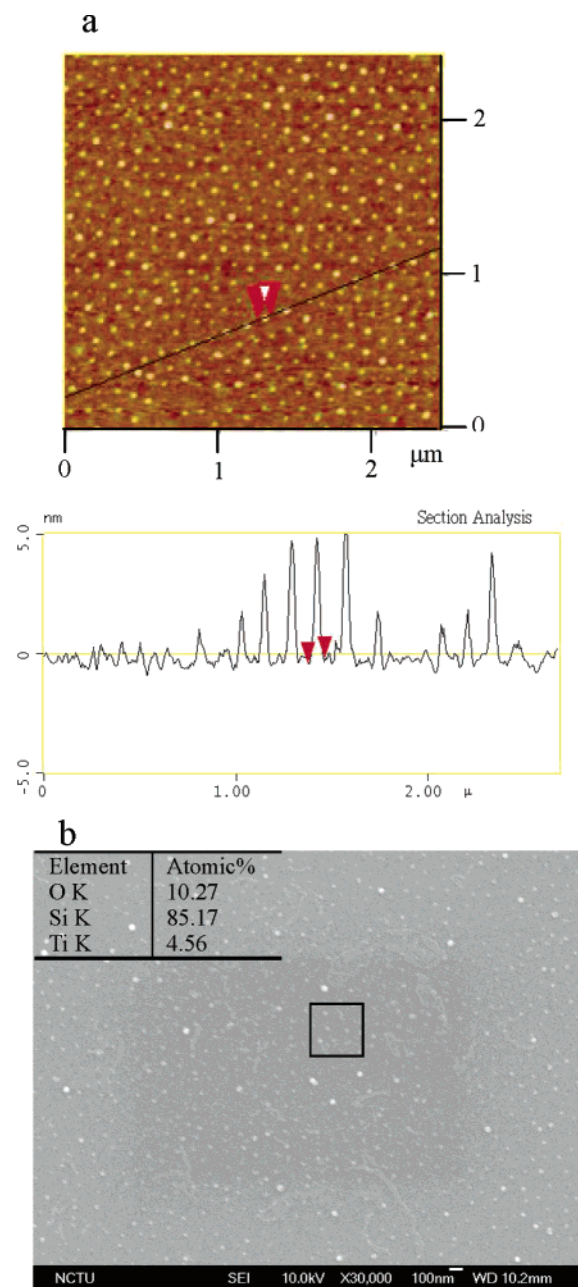 a
2
1
0
0 1 2 μm
nm Section Analysis
5.0
0
-5.0
0 1.00 2.00 μ
b
Element Atomic%
O K 10.27
Si K 85.17
Ti K 4.56
NCTU SEI 10.0kV X30,000 100nm WD 10.2mm